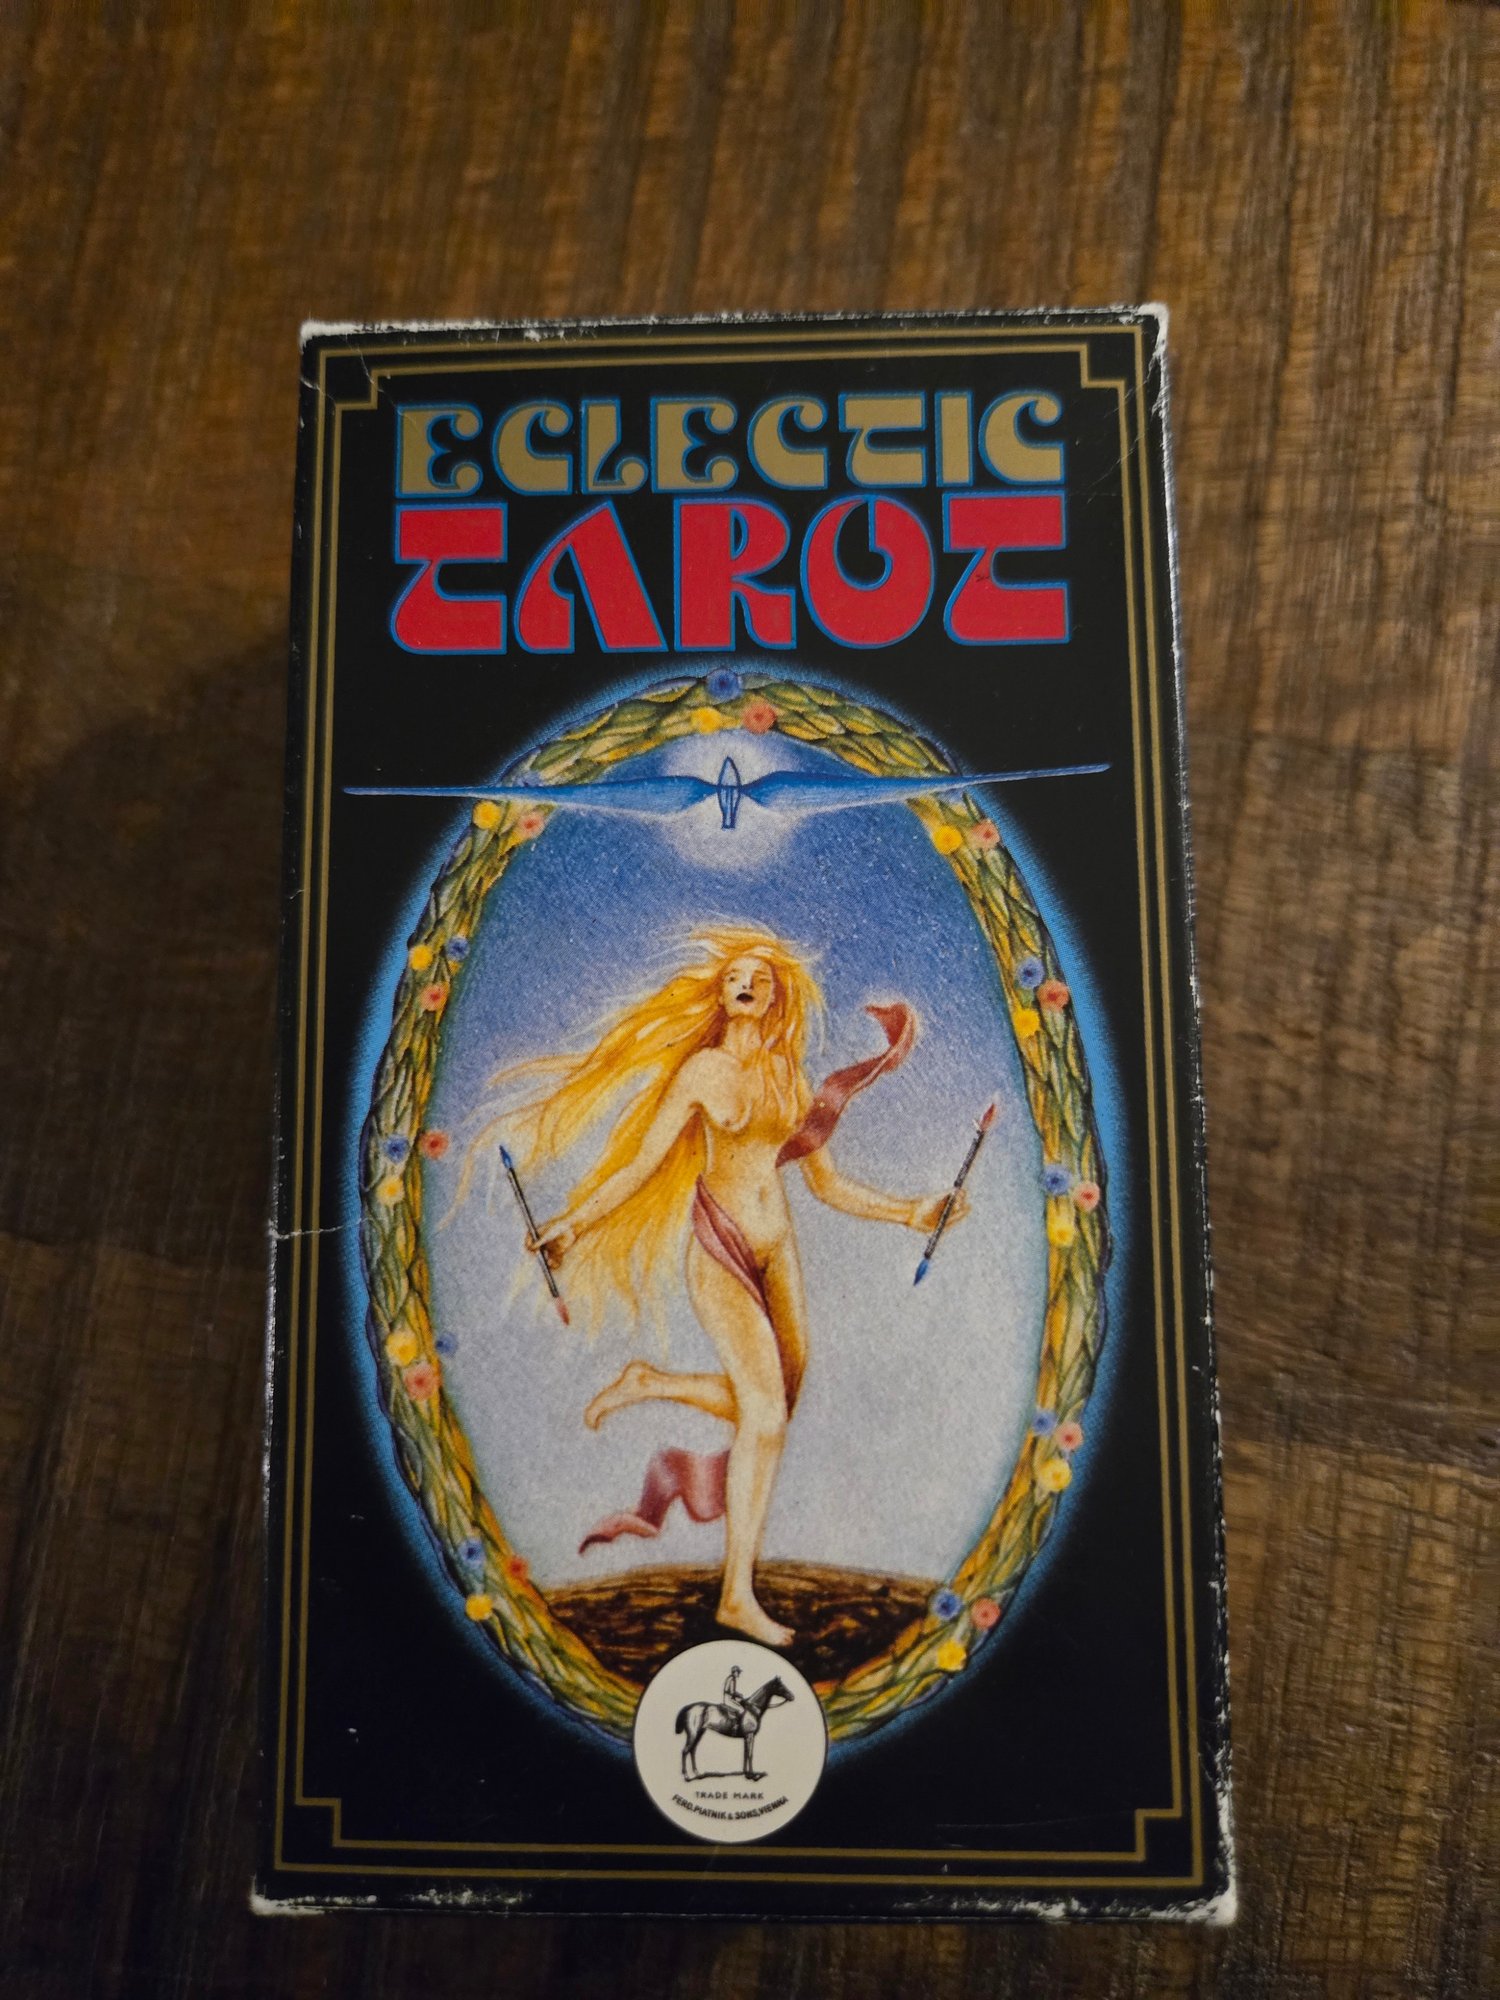 ECLECTIC
TAROT
TRADE MARK
FERD. PIATNIK & SONS, VIENNA